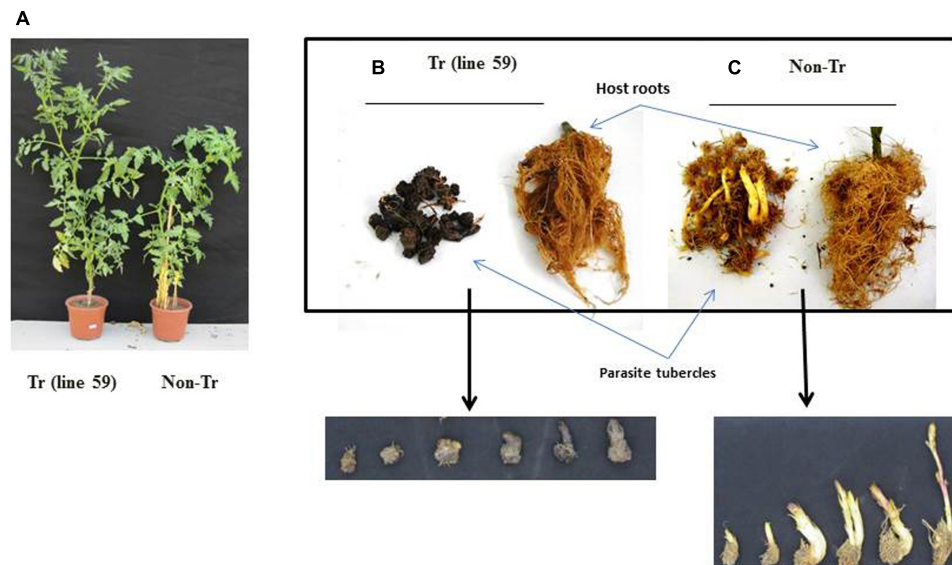 A
B
Tr (line 59)
C
Non-Tr
Host roots
Parasite tubercles
Tr (line 59)
Non-Tr